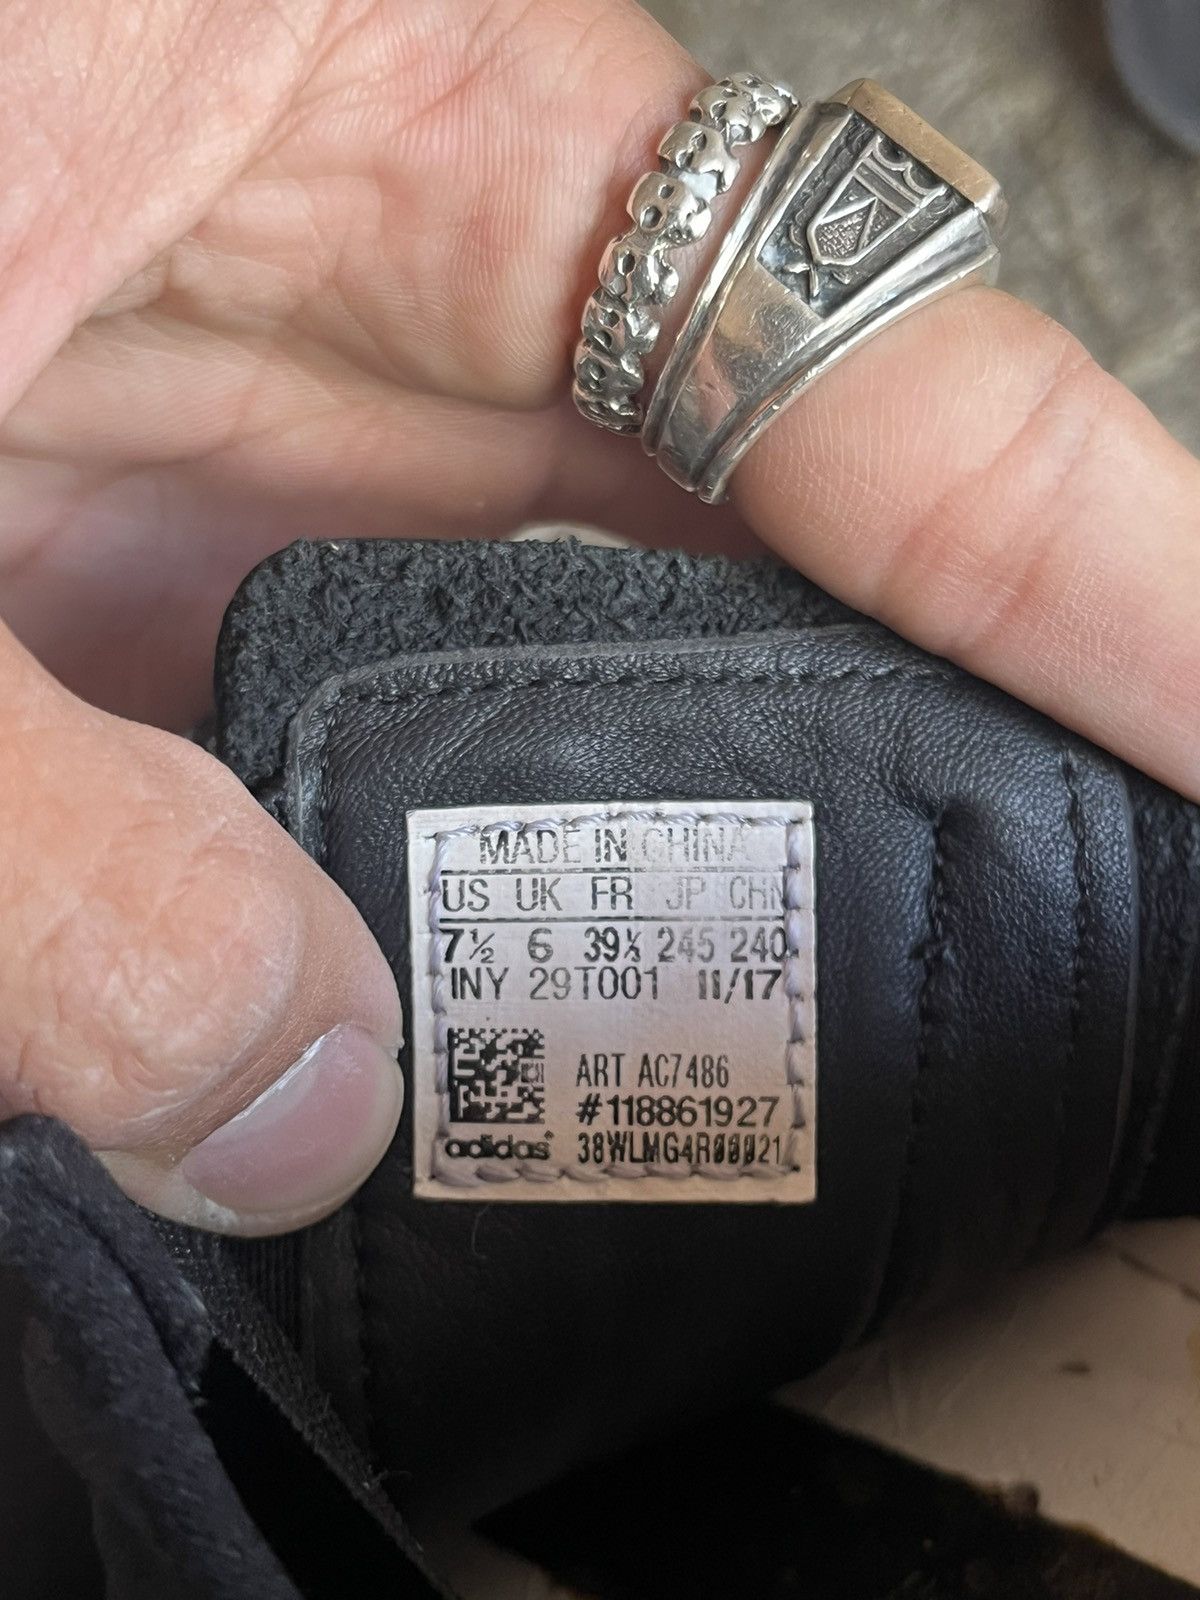 MADE IN CHINA
US UK FR JP CHN
7½ 6 39⅓ 245 240
INY 29T001 11/17
ART AC7486
#118861927
adidas® 38WLMG4R00021